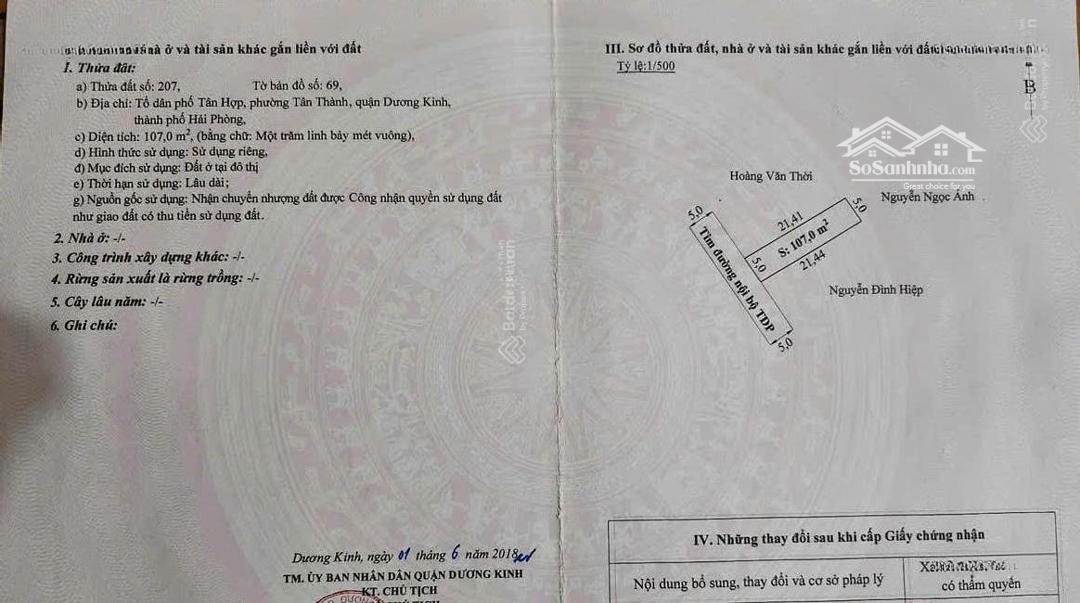 ở và tài sản khác gắn liền với đất
1. Thửa đất:
a) Thửa đất số: 207, Tờ bản đồ số: 69,
b) Địa chỉ: Tổ dân phố Tân Hợp, phường Tân Thành, quận Dương Kinh,
thành phố Hải Phòng,
c) Diện tích: 107,0 m², (bằng chữ: Một trăm linh bảy mét vuông),
d) Hình thức sử dụng: Sử dụng riêng,
đ) Mục đích sử dụng: Đất ở tại đô thị
e) Thời hạn sử dụng: Lâu dài;
g) Nguồn gốc sử dụng: Nhận chuyển nhượng đất được Công nhận quyền sử dụng đất
như giao đất có thu tiền sử dụng đất.
2. Nhà ở: -/-
3. Công trình xây dựng khác: -/-
4. Rừng sản xuất là rừng trồng: -/-
5. Cây lâu năm: -/-
6. Ghi chú:
Dương Kinh, ngày 01 tháng 6 năm 2018
TM. ỦY BAN NHÂN DÂN QUẬN DƯƠNG KINH
KT. CHỦ TỊCH
III. Sơ đồ thửa đất, nhà ở và tài sản khác gắn liền với đất
Tỷ lệ:1/500
B
SoSanhnha.com
Great choice for you
Hoàng Văn Thời
Nguyễn Ngọc Ánh
5,0
21,41
5,0
S: 107,0 m²
5,0
21,44
Tim đường nội bộ TDP
Nguyễn Đình Hiệp
5,0
Batdongsan
IV. Những thay đổi sau khi cấp Giấy chứng nhận
Nội dung bổ sung, thay đổi và cơ sở pháp lý
có thẩm quyền